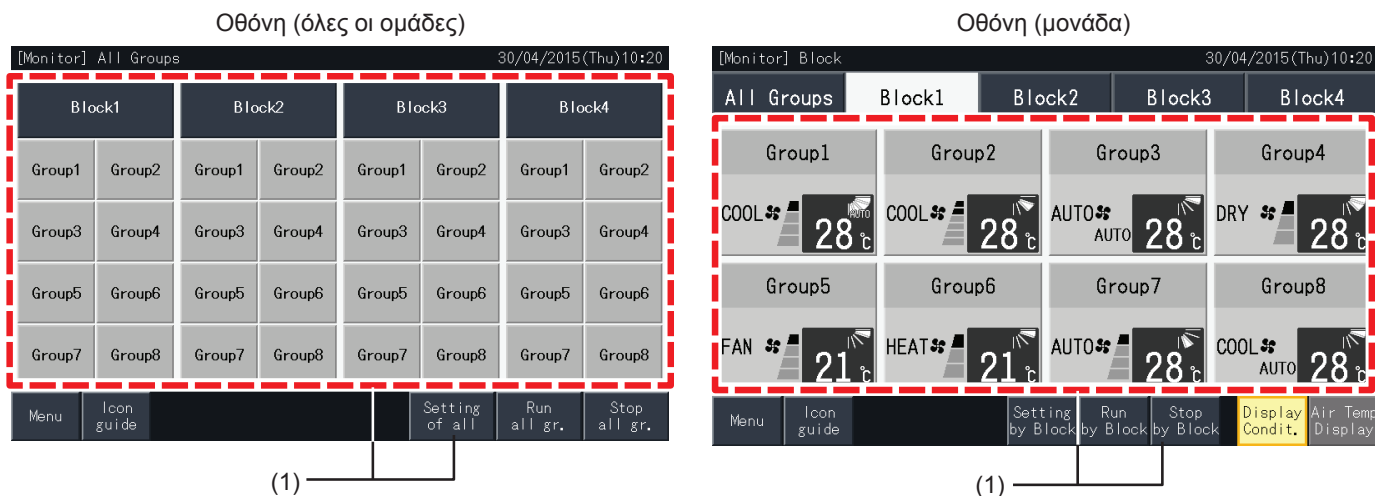 Οθόνη (όλες οι ομάδες)
[Monitor] All Groups 30/04/2015(Thu)10:20
Block1 Block2 Block3 Block4
Group1 Group2 Group1 Group2 Group1 Group2 Group1 Group2
Group3 Group4 Group3 Group4 Group3 Group4 Group3 Group4
Group5 Group6 Group5 Group6 Group5 Group6 Group5 Group6
Group7 Group8 Group7 Group8 Group7 Group8 Group7 Group8
Menu Icon guide Setting of all Run all gr. Stop all gr.
(1)
Οθόνη (μονάδα)
[Monitor] Block 30/04/2015(Thu)10:20
All Groups Block1 Block2 Block3 Block4
Group1 Group2 Group3 Group4
COOL AUTO 28 °C COOL 28 °C AUTO AUTO 28 °C DRY 28 °C
Group5 Group6 Group7 Group8
FAN 21 °C HEAT 21 °C AUTO 28 °C COOL AUTO 28 °C
Menu Icon guide Setting by Block Run by Block Stop by Block Display Condit. Air Temp Display
(1)